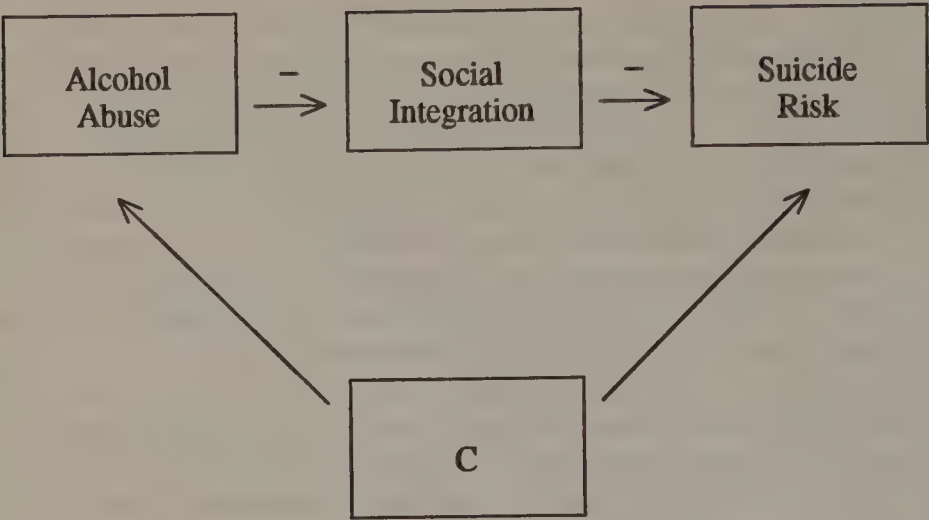 Alcohol
Abuse
–
Social
Integration
–
Suicide
Risk
C